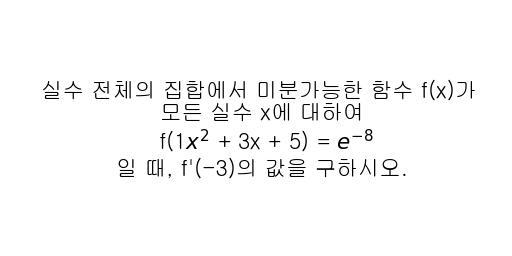 실수 전체의 집합에서 미분가능한 함수 f(x)가
모든 실수 x에 대하여
f(1x² + 3x + 5) = e⁻⁸
일 때, f'(-3)의 값을 구하시오.